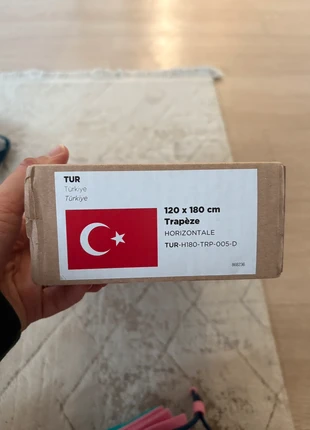 TUR
Türkiye
Türkiye
120 x 180 cm
Trapèze
HORIZONTALE
TUR-H180-TRP-005-D